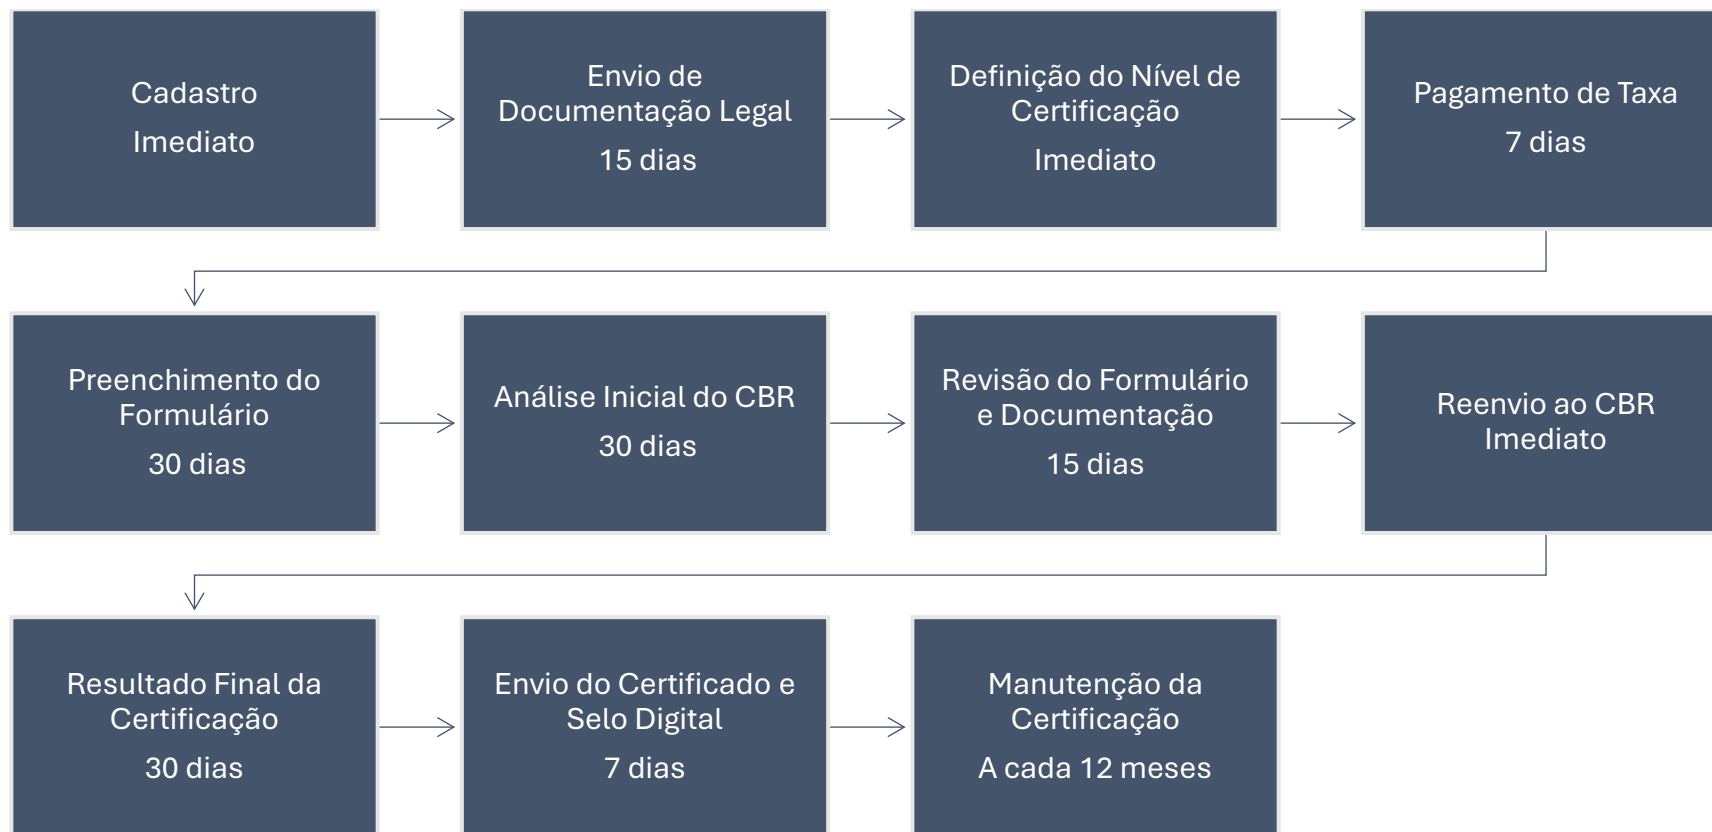 Cadastro
Imediato
Envio de
Documentação Legal
15 dias
Definição do Nível de
Certificação
Imediato
Pagamento de Taxa
7 dias
Preenchimento do
Formulário
30 dias
Análise Inicial do CBR
30 dias
Revisão do Formulário
e Documentação
15 dias
Reenvio ao CBR
Imediato
Resultado Final da
Certificação
30 dias
Envio do Certificado e
Selo Digital
7 dias
Manutenção da
Certificação
A cada 12 meses